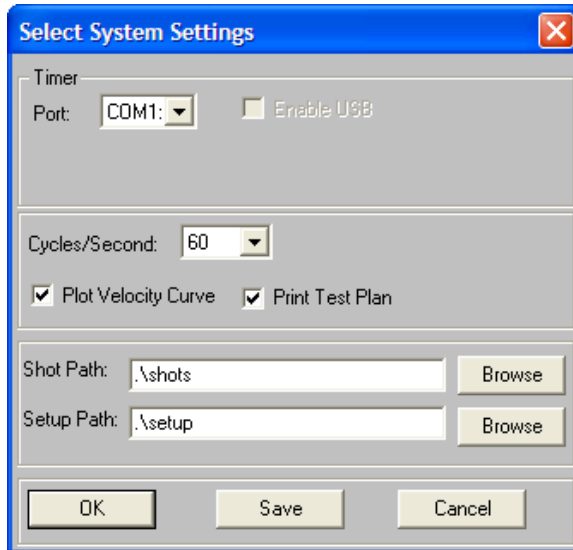 Select System Settings
Timer
Port: COM1: Enable USB
Cycles/Second: 60
Plot Velocity Curve Print Test Plan
Shot Path: .\shots Browse
Setup Path: .\setup Browse
OK Save Cancel